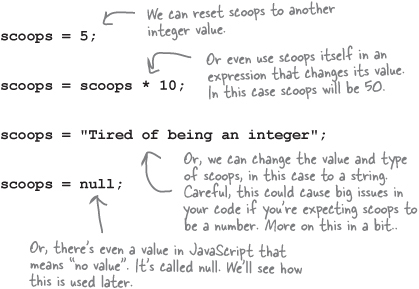 scoops = 5;
We can reset scoops to another
integer value.
scoops = scoops * 10;
Or even use scoops itself in an
expression that changes its value.
In this case scoops will be 50.
scoops = "Tired of being an integer";
Or, we can change the value and type
of scoops, in this case to a string.
Careful, this could cause big issues in
your code if you're expecting scoops to
be a number. More on this in a bit..
scoops = null;
Or, there's even a value in JavaScript that
means "no value". It's called null. We'll see how
this is used later.